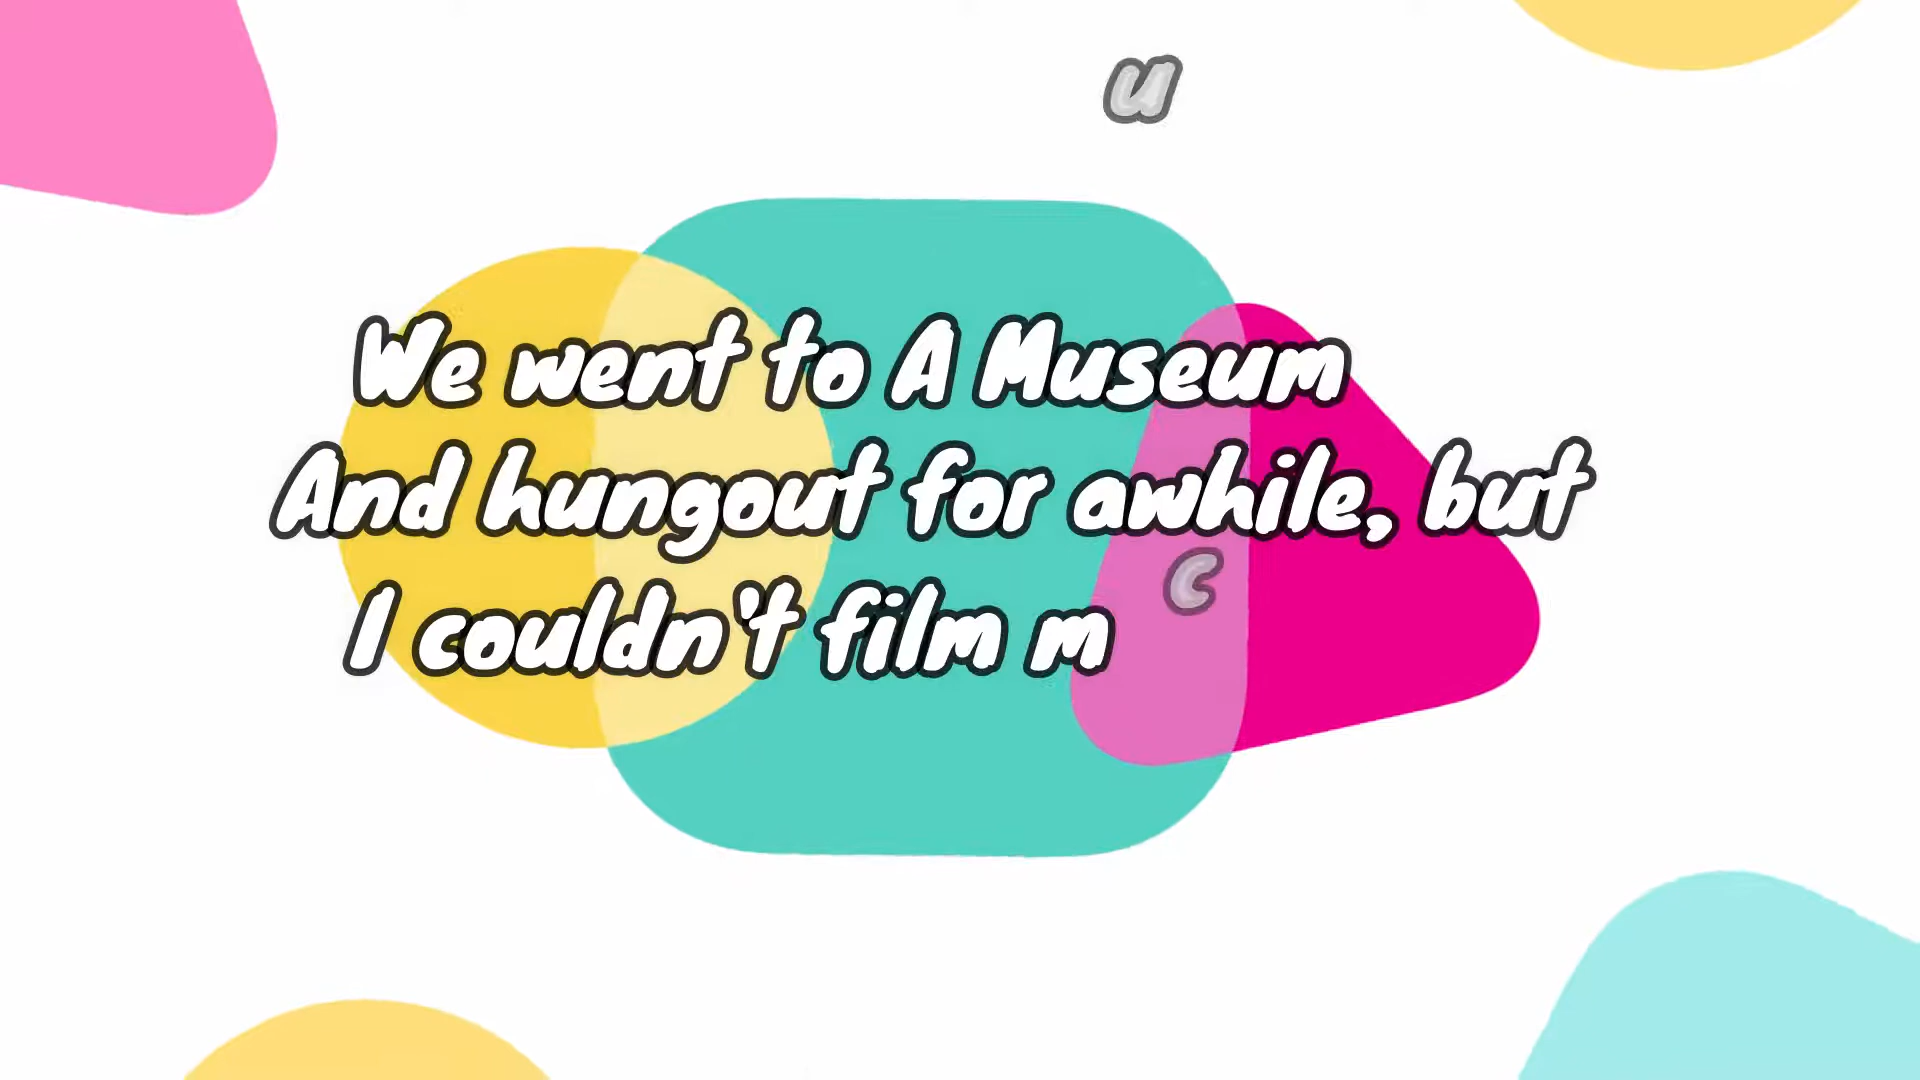 We went to A Museum
And hungout for awhile, but
I couldn't film m
u
c